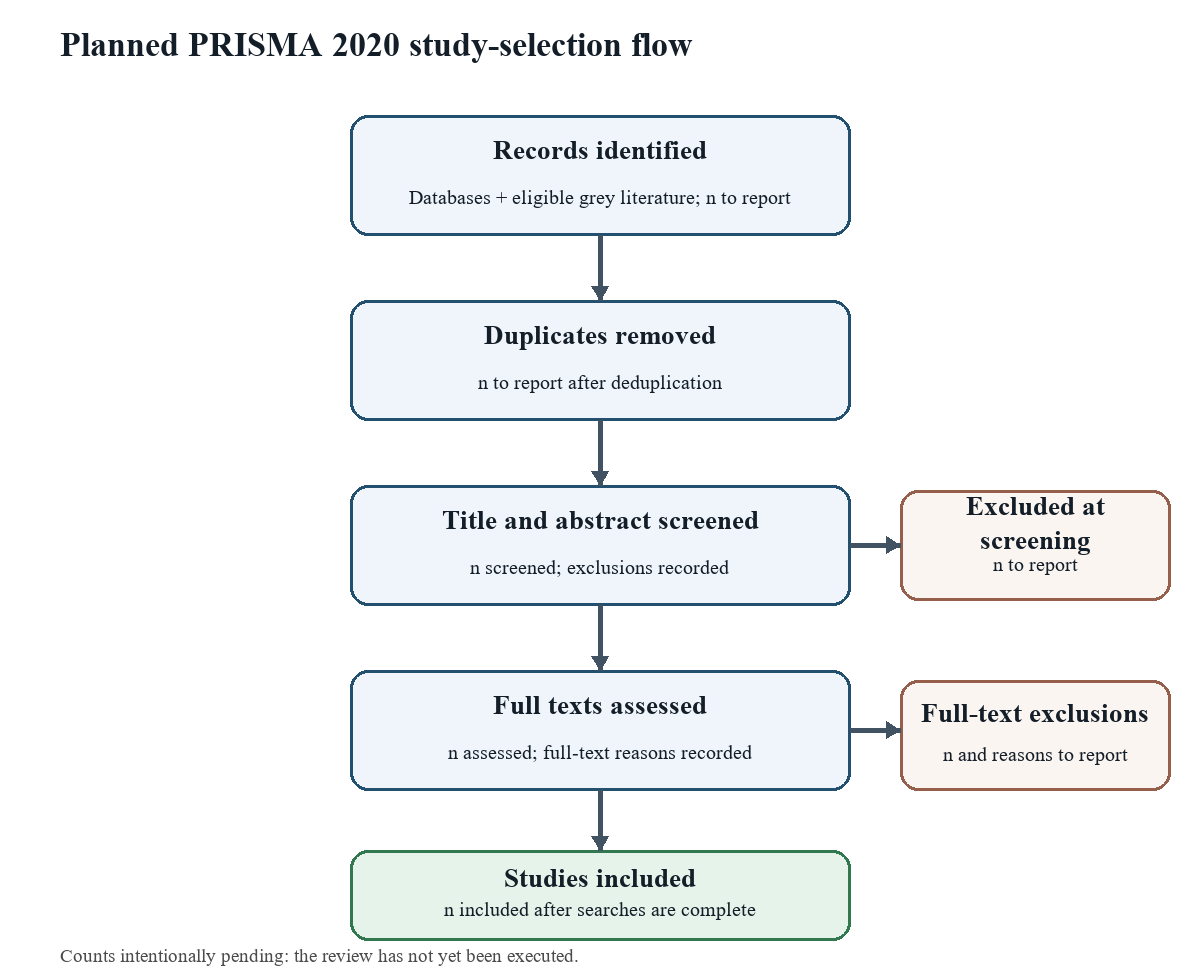 Planned PRISMA 2020 study-selection flow
Records identified
Databases + eligible grey literature; n to report
Duplicates removed
n to report after deduplication
Title and abstract screened
n screened; exclusions recorded
Excluded at
screening
n to report
Full texts assessed
n assessed; full-text reasons recorded
Full-text exclusions
n and reasons to report
Studies included
n included after searches are complete
Counts intentionally pending: the review has not yet been executed.